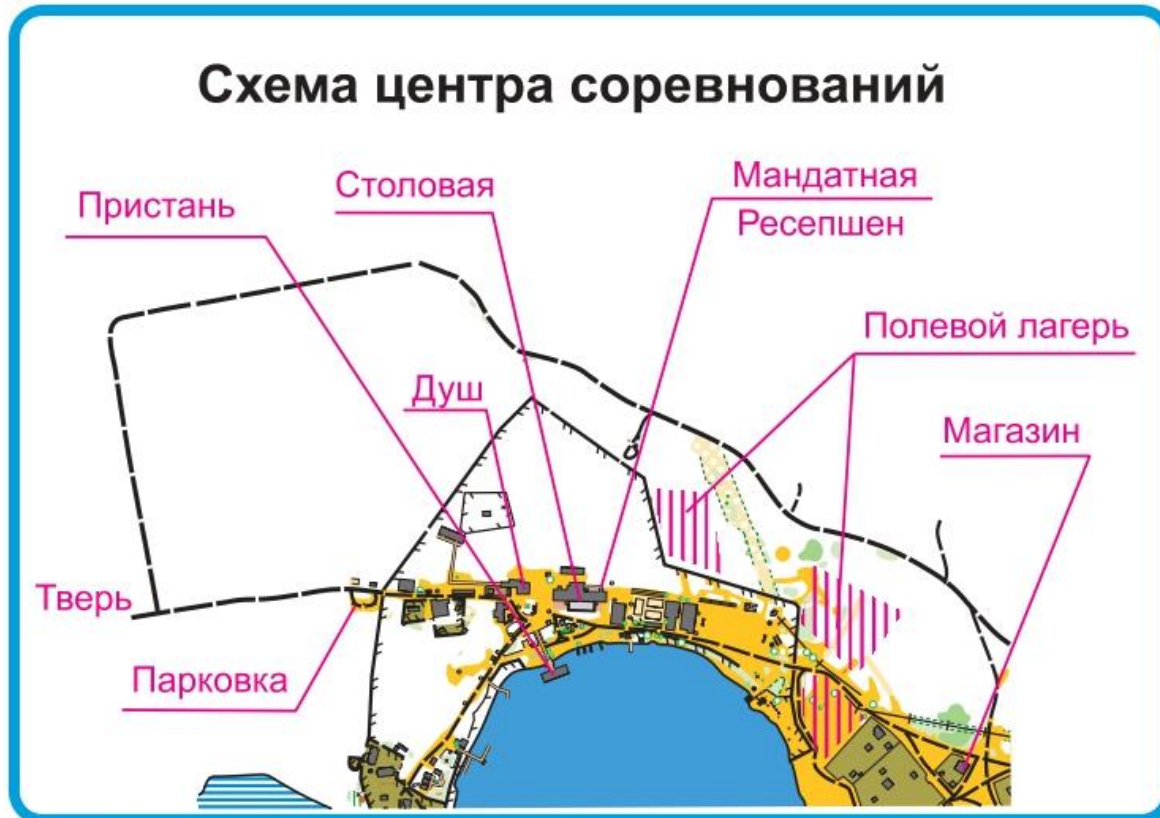 Схема центра соревнований
Мандатная
Столовая
Пристань
Ресепшен
Полевой лагерь
Душ
Магазин
Тверь
Парковка